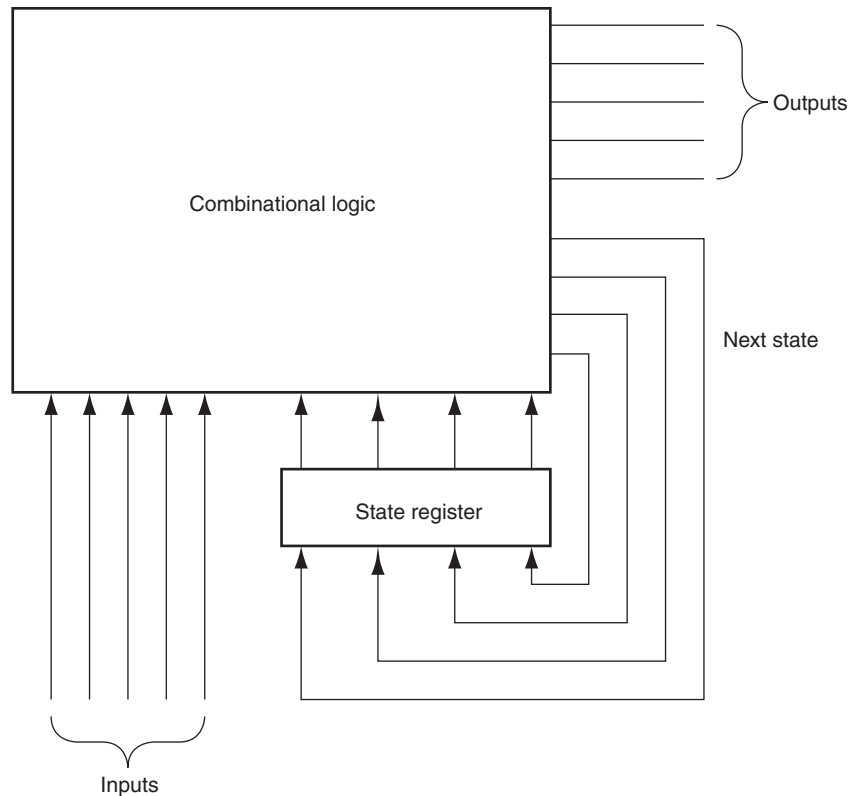 Outputs
Combinational logic
Next state
State register
Inputs